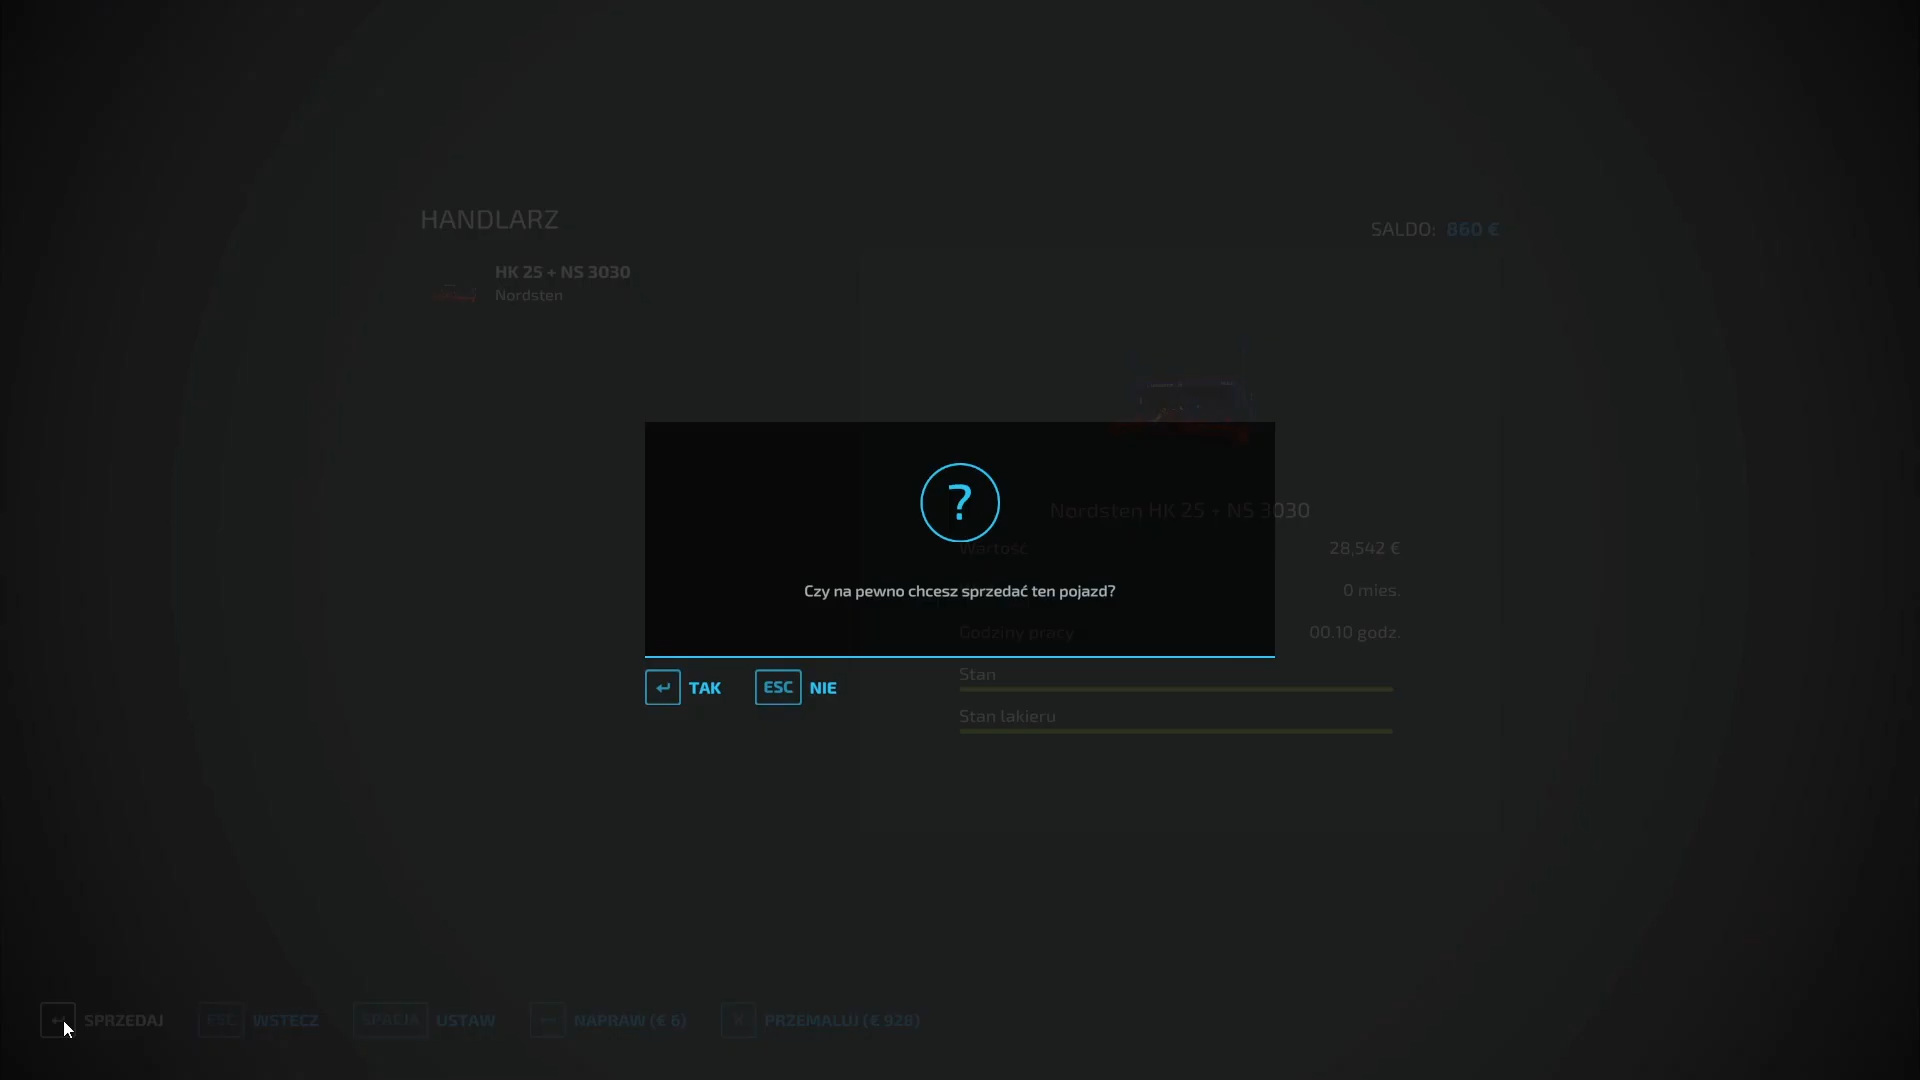 HANDLARZ
SALDO: 860 €
HK 25 + NS 3030
Nordsten
?
Nordsten HK 25 + NS 3030
Wartość 28,542 €
Czy na pewno chcesz sprzedać ten pojazd?
0 mies.
Godziny pracy 00.10 godz.
Stan
ESC
TAK
NIE
Stan lakieru
SPRZEDAJ
ESC WSTECZ
SPACJA USTAW
NAPRAW (€ 6)
PRZEMALUJ (€ 928)